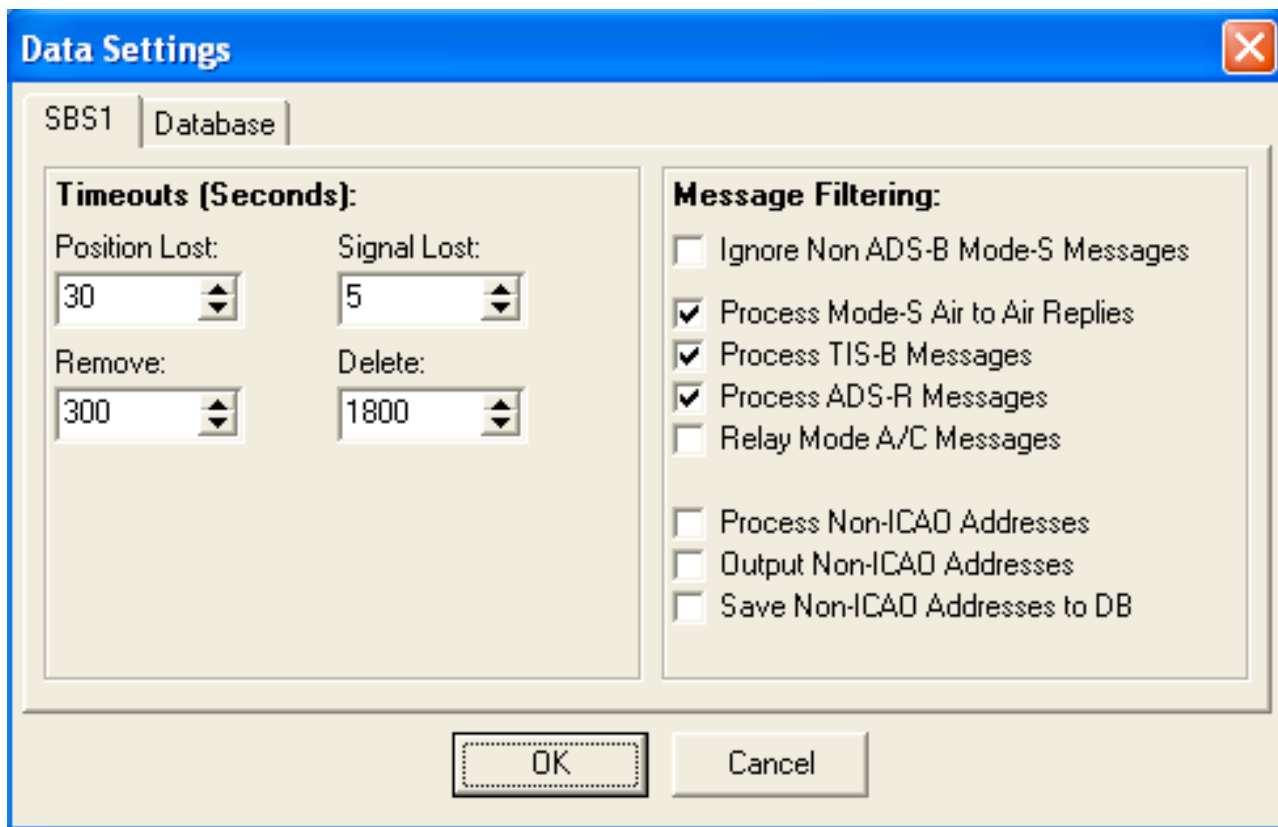 Data Settings
SBS1 Database
Timeouts (Seconds):
Position Lost: Signal Lost:
30 5
Remove: Delete:
300 1800
Message Filtering:
Ignore Non ADS-B Mode-S Messages
Process Mode-S Air to Air Replies
Process TIS-B Messages
Process ADS-R Messages
Relay Mode A/C Messages
Process Non-ICAO Addresses
Output Non-ICAO Addresses
Save Non-ICAO Addresses to DB
OK Cancel